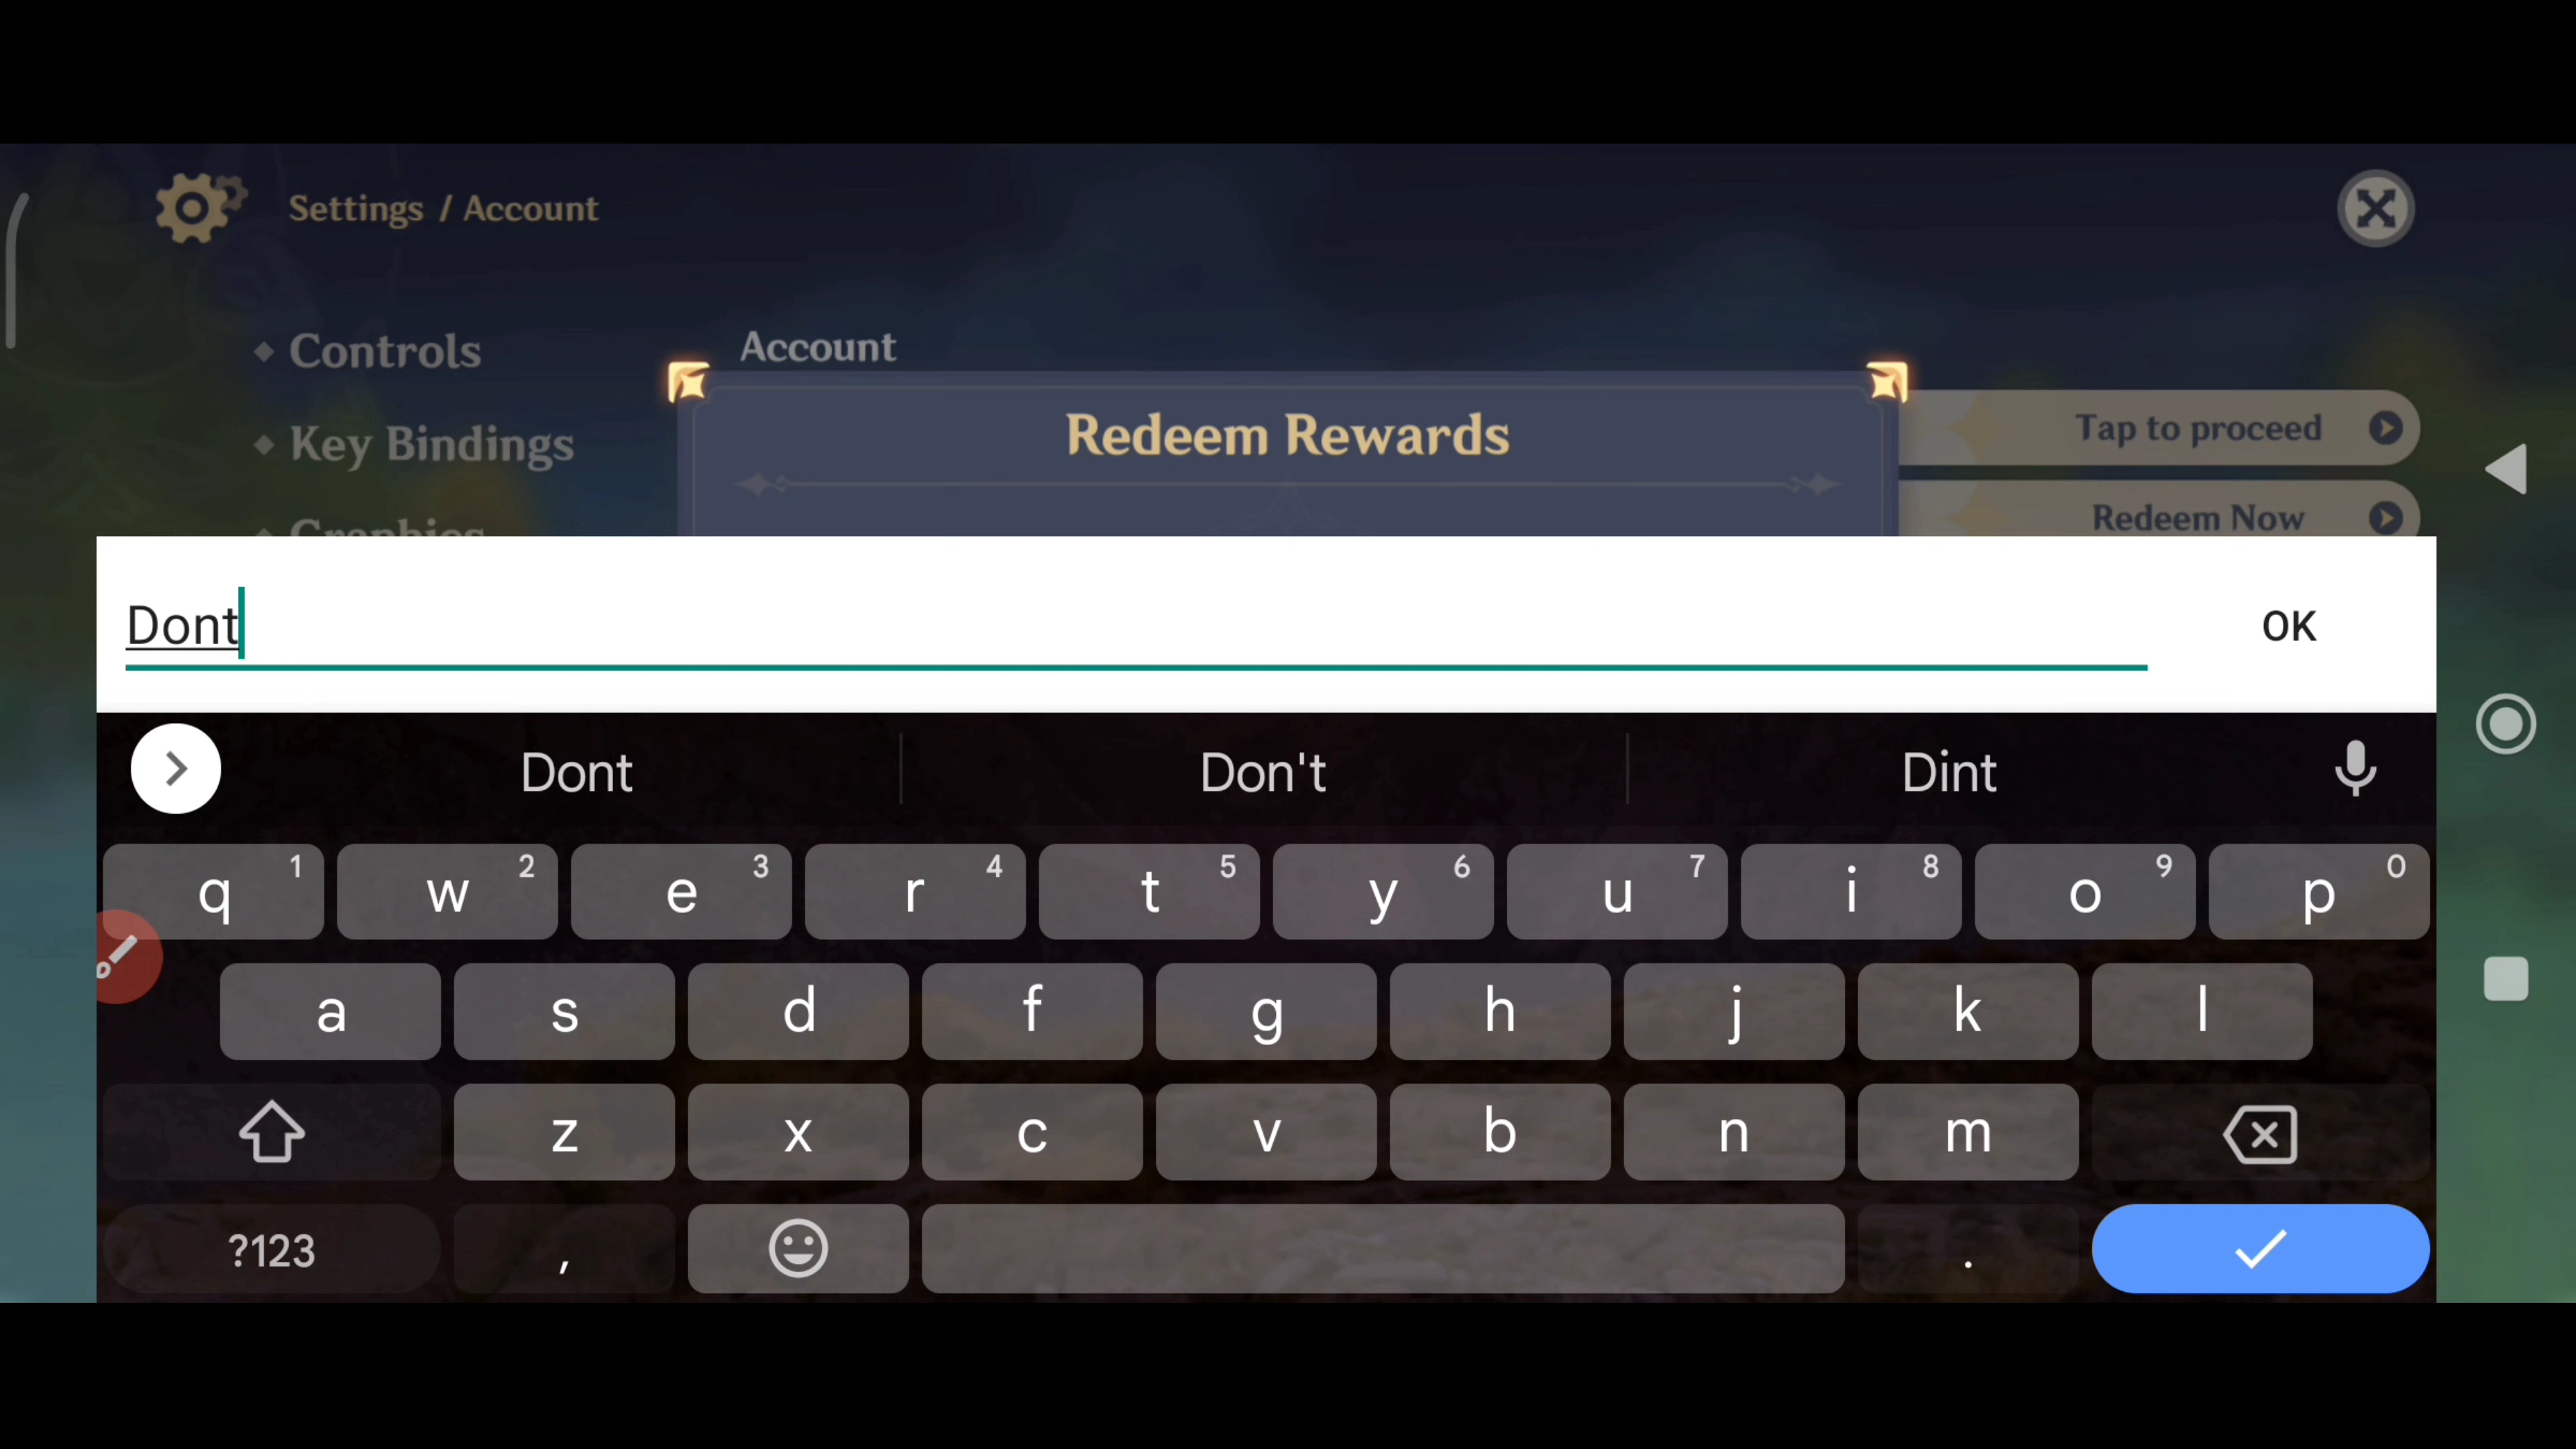 Settings / Account
Controls
Account
Key Bindings
Redeem Rewards
Tap to proceed
Graphics
Redeem Now
Dont
OK
Dont Don't Dint
q 1 w 2 e 3 r 4 t 5 y 6 u 7 i 8 o 9 p 0
a s d f g h j k l
z x c v b n m
?123 , .